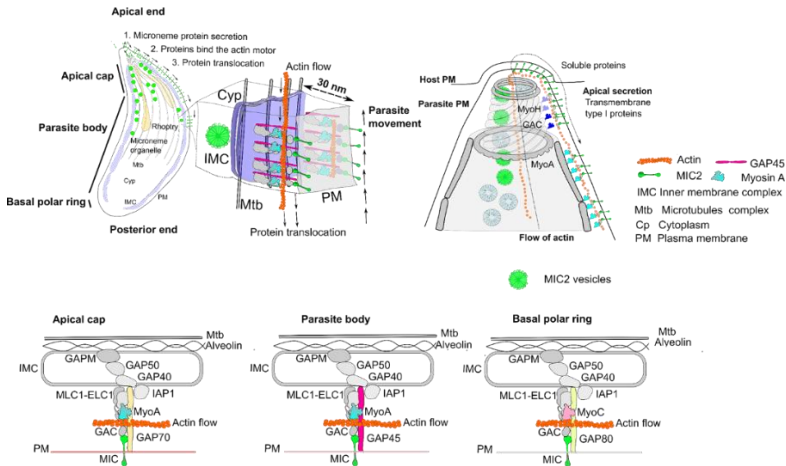 Apical end
1. Microneme protein secretion
2. Proteins bind the actin motor
3. Protein translocation
Apical cap
Parasite body
Rhoptry
Microneme
organelle
Mtb
Cyp
IMC
PM
Basal polar ring
Posterior end
Actin flow
30 nm
Cyp
IMC
Mtb
PM
Parasite
movement
Protein translocation
Soluble proteins
Host PM
Parasite PM
Apical secretion
Transmembrane
type I proteins
MyoH
GAC
MyoA
Flow of actin
Actin
GAP45
MIC2
Myosin A
IMC Inner membrane complex
Mtb Microtubules complex
Cp Cytoplasm
PM Plasma membrane
MIC2 vesicles
Apical cap
Mtb
Alveolin
IMC
GAPM
GAP50
GAP40
MLC1-ELC1
IAP1
MyoA
Actin flow
GAC
GAP70
PM
MIC
Parasite body
Mtb
Alveolin
IMC
GAPM
GAP50
GAP40
MLC1-ELC1
IAP1
MyoA
Actin flow
GAC
GAP45
PM
MIC
Basal polar ring
Mtb
Alveolin
IMC
GAPM
GAP50
GAP40
MLC1-ELC1
IAP1
MyoC
Actin flow
GAC
GAP80
PM
MIC